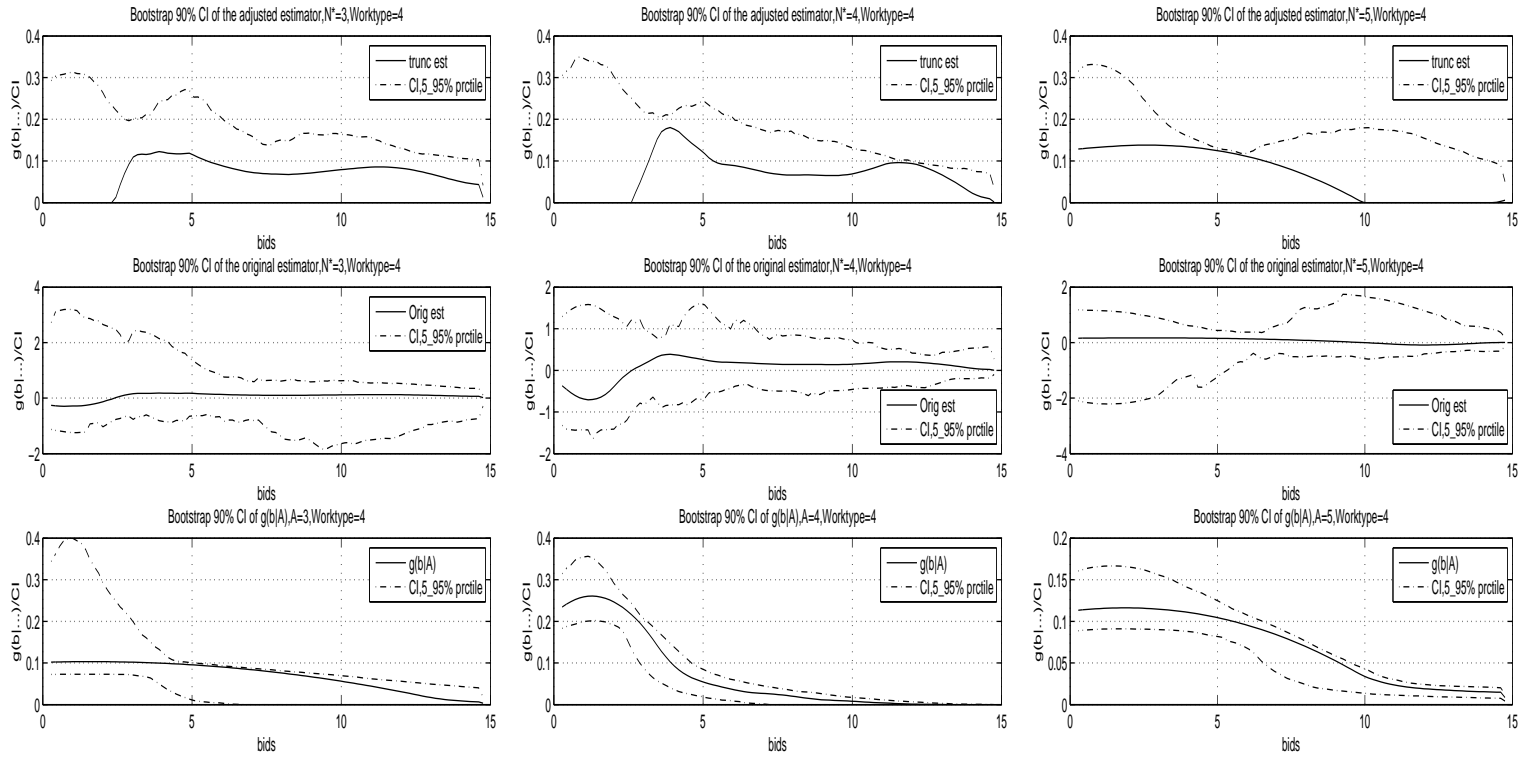 Bootstrap 90% CI of the adjusted estimator,N*=3,Worktype=4
g(b|...)/CI
0.4
0.3
0.2
0.1
0
0 5 10 15
bids
trunc est
CI,5_95% prctile
Bootstrap 90% CI of the adjusted estimator,N*=4,Worktype=4
g(b|...)/CI
0.4
0.3
0.2
0.1
0
0 5 10 15
bids
trunc est
CI,5_95% prctile
Bootstrap 90% CI of the adjusted estimator,N*=5,Worktype=4
g(b|...)/CI
0.4
0.3
0.2
0.1
0
0 5 10 15
bids
trunc est
CI,5_95% prctile
Bootstrap 90% CI of the original estimator,N*=3,Worktype=4
g(b|...)/CI
4
2
0
−2
0 5 10 15
bids
Orig est
CI,5_95% prctile
Bootstrap 90% CI of the original estimator,N*=4,Worktype=4
g(b|...)/CI
2
1
0
−1
−2
0 5 10 15
bids
Orig est
CI,5_95% prctile
Bootstrap 90% CI of the original estimator,N*=5,Worktype=4
g(b|...)/CI
2
0
−2
−4
0 5 10 15
bids
Orig est
CI,5_95% prctile
Bootstrap 90% CI of g(b|A),A=3,Worktype=4
g(b|...)/CI
0.4
0.3
0.2
0.1
0
0 5 10 15
bids
g(b|A)
CI,5_95% prctile
Bootstrap 90% CI of g(b|A),A=4,Worktype=4
g(b|...)/CI
0.4
0.3
0.2
0.1
0
0 5 10 15
bids
g(b|A)
CI,5_95% prctile
Bootstrap 90% CI of g(b|A),A=5,Worktype=4
g(b|...)/CI
0.2
0.15
0.1
0.05
0
0 5 10 15
bids
g(b|A)
CI,5_95% prctile